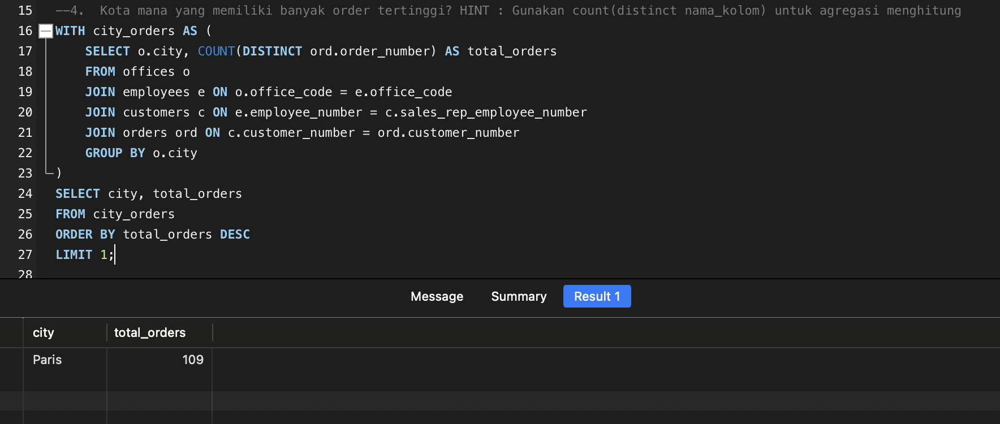 15 --4.  Kota mana yang memiliki banyak order tertinggi? HINT : Gunakan count(distinct nama_kolom) untuk agregasi menghitung
16 WITH city_orders AS (
17     SELECT o.city, COUNT(DISTINCT ord.order_number) AS total_orders
18     FROM offices o
19     JOIN employees e ON o.office_code = e.office_code
20     JOIN customers c ON e.employee_number = c.sales_rep_employee_number
21     JOIN orders ord ON c.customer_number = ord.customer_number
22     GROUP BY o.city
23 )
24 SELECT city, total_orders
25 FROM city_orders
26 ORDER BY total_orders DESC
27 LIMIT 1;
28
Message Summary Result 1
city total_orders
Paris 109